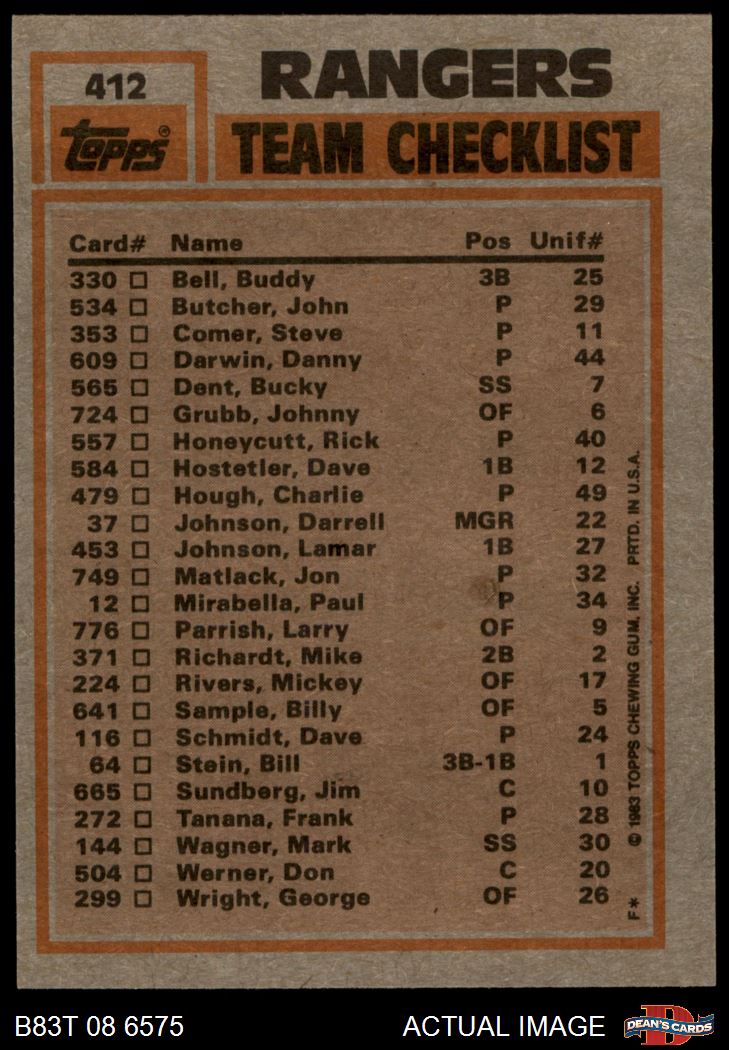 412
RANGERS
Topps®
TEAM CHECKLIST
Card# Name Pos Unif#
330 Bell, Buddy 3B 25
534 Butcher, John P 29
353 Comer, Steve P 11
609 Darwin, Danny P 44
565 Dent, Bucky SS 7
724 Grubb, Johnny OF 6
557 Honeycutt, Rick P 40
584 Hostetler, Dave 1B 12
479 Hough, Charlie P 49
37 Johnson, Darrell MGR 22
453 Johnson, Lamar 1B 27
749 Matlack, Jon P 32
12 Mirabella, Paul P 34
776 Parrish, Larry OF 9
371 Richardt, Mike 2B 2
224 Rivers, Mickey OF 17
641 Sample, Billy OF 5
116 Schmidt, Dave P 24
64 Stein, Bill 3B-1B 1
665 Sundberg, Jim C 10
272 Tanana, Frank P 28
144 Wagner, Mark SS 30
504 Werner, Don C 20
299 Wright, George OF 26
F* © 1983 TOPPS CHEWING GUM, INC. PRTD. IN U.S.A.
B83T 08 6575 ACTUAL IMAGE
D
DEAN'S CARDS